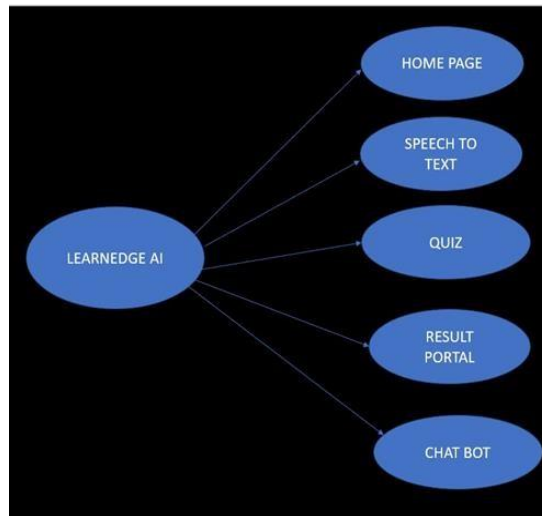 HOME PAGE
SPEECH TO
TEXT
LEARNEDGE AI
QUIZ
RESULT
PORTAL
CHAT BOT